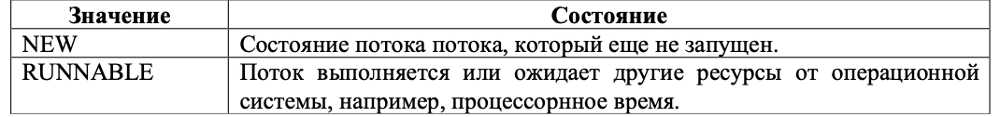 Значение Состояние
NEW Состояние потока потока, который еще не запущен.
RUNNABLE Поток выполняется или ожидает другие ресурсы от операционной
системы, например, процессорнное время.